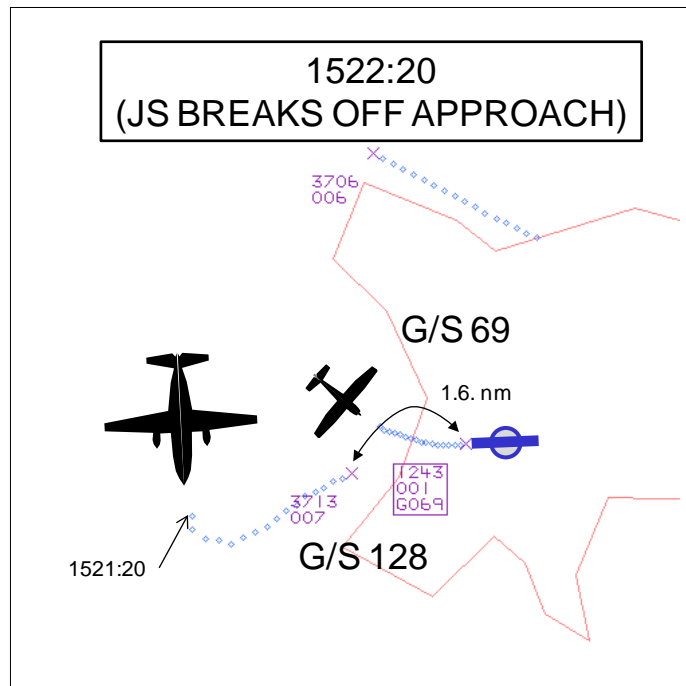 1522:20
(JS BREAKS OFF APPROACH)
3706
006
G/S 69
1.6. nm
1243
001
G069
3713
007
G/S 128
1521:20